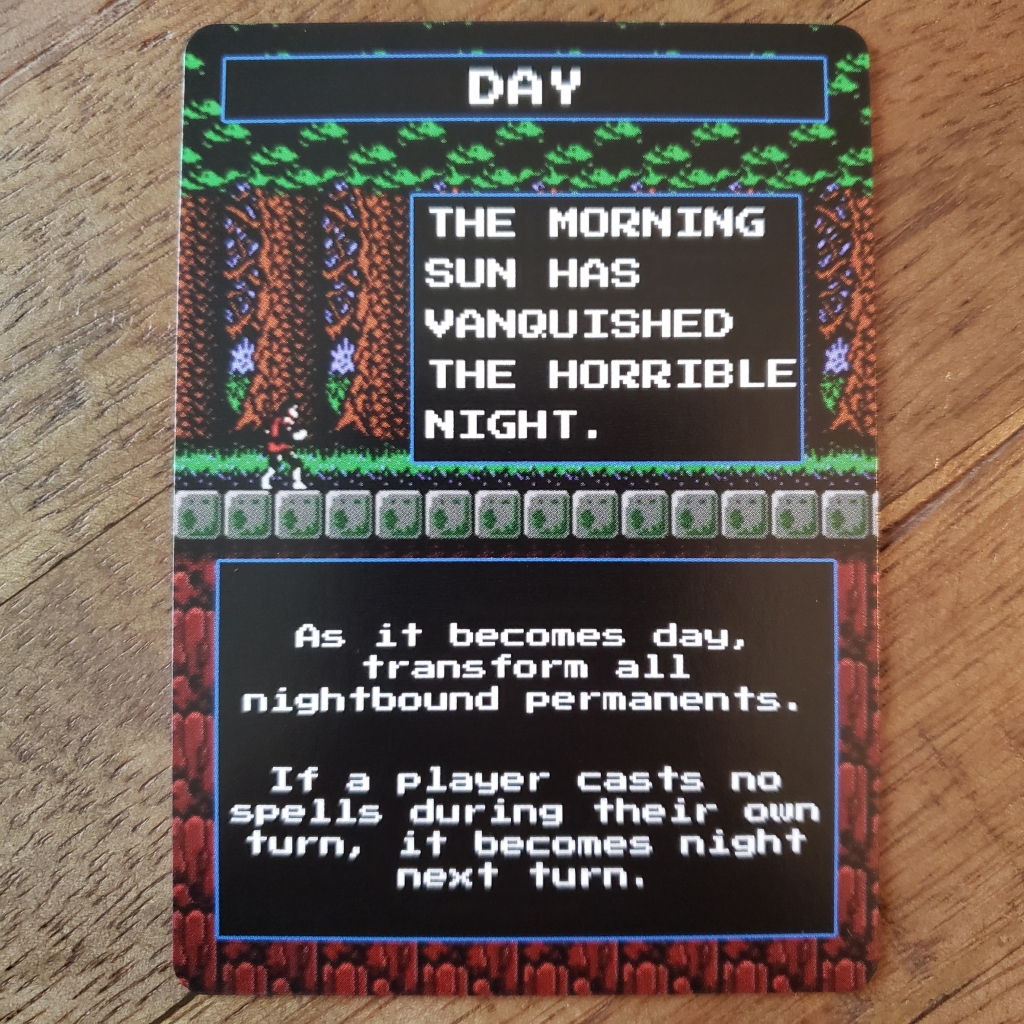 DAY
THE MORNING
SUN HAS
VANQUISHED
THE HORRIBLE
NIGHT.
As it becomes day,
transform all
nightbound permanents.
If a player casts no
spells during their own
turn, it becomes night
next turn.